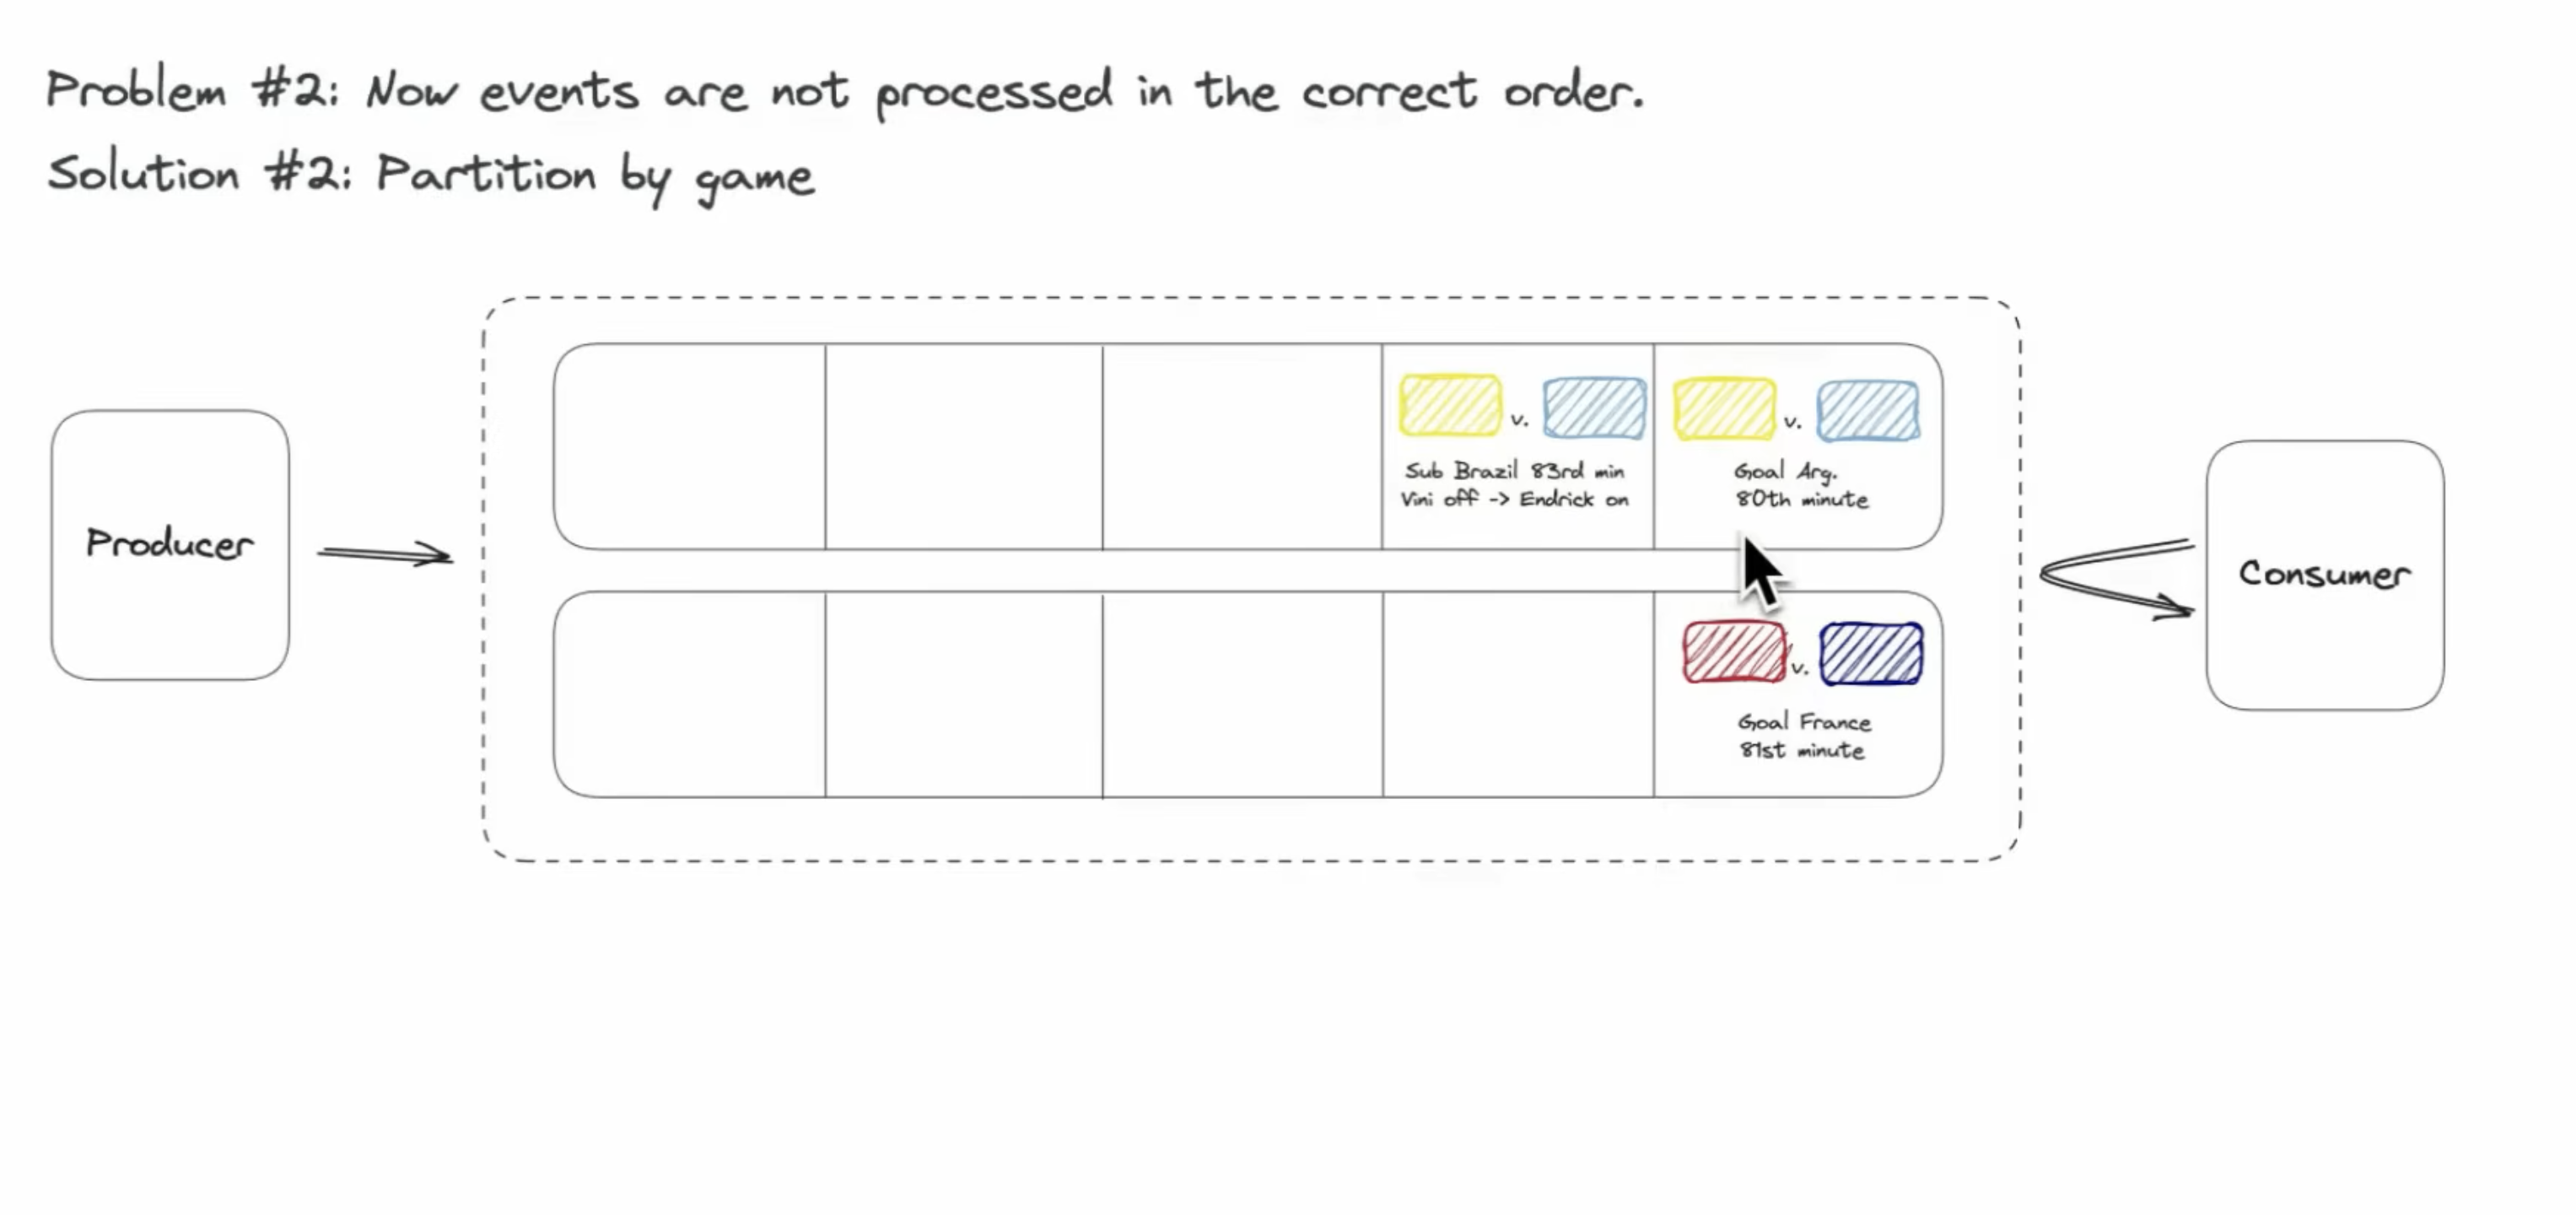 Problem #2: Now events are not processed in the correct order.
Solution #2: Partition by game
Producer
v.
Sub Brazil 83rd min
Vini off -> Endrick on
v.
Goal Arg.
80th minute
v.
Goal France
81st minute
Consumer